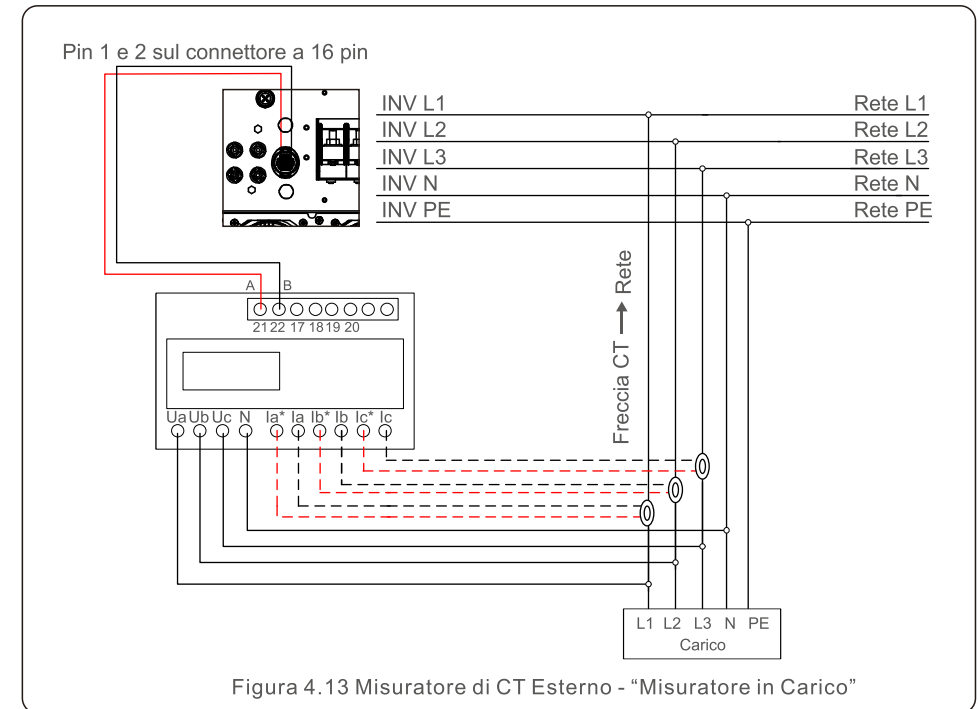 Pin 1 e 2 sul connettore a 16 pin
INV L1 Rete L1
INV L2 Rete L2
INV L3 Rete L3
INV N Rete N
INV PE Rete PE
Freccia CT → Rete
A B
21 22 17 18 19 20
Ua Ub Uc N Ia* Ia Ib* Ib Ic* Ic
L1 L2 L3 N PE
Carico
Figura 4.13 Misuratore di CT Esterno - “Misuratore in Carico”